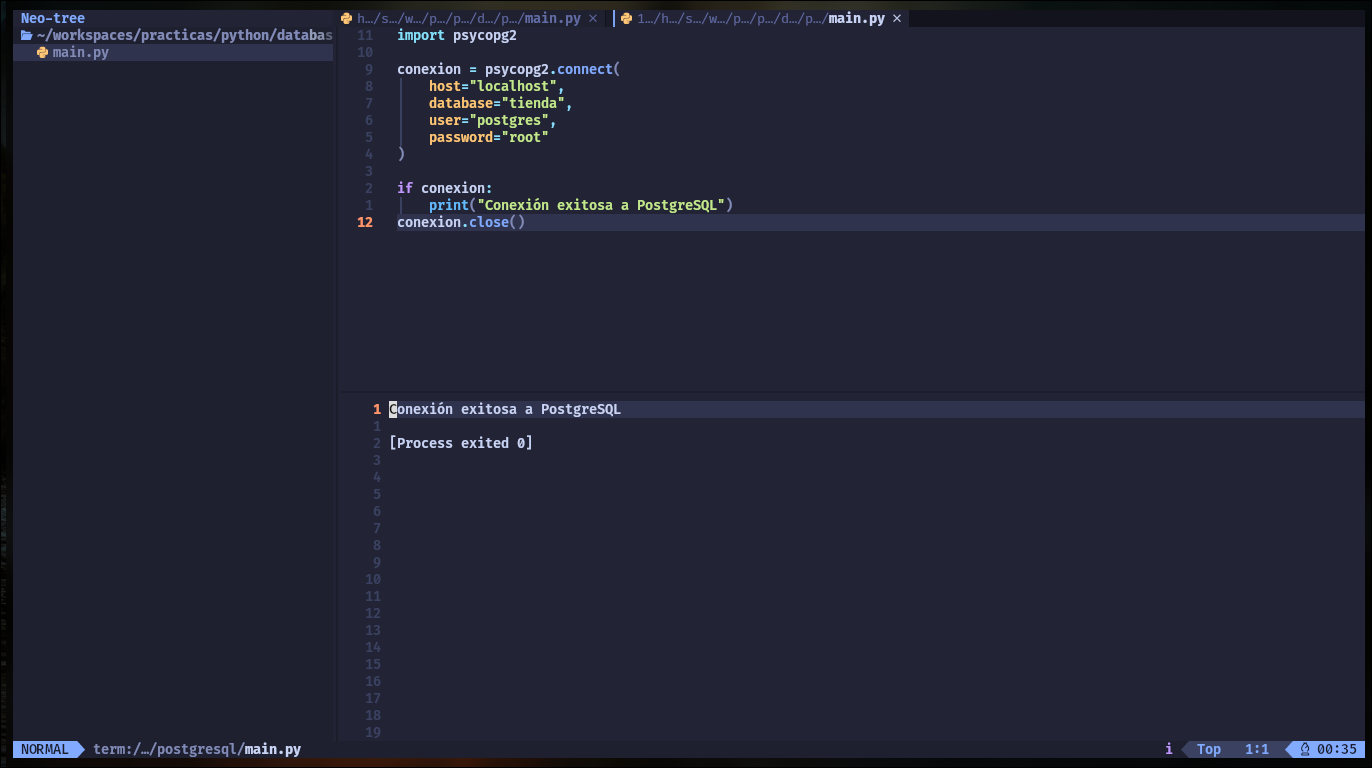 Neo-tree
~/workspaces/practicas/python/databas
main.py
h…/s…/w…/p…/p…/d…/p…/main.py ×
1…/h…/s…/w…/p…/p…/d…/p…/main.py ×
11 import psycopg2
10
9 conexion = psycopg2.connect(
8 host="localhost",
7 database="tienda",
6 user="postgres",
5 password="root"
4 )
3
2 if conexion:
1 print("Conexión exitosa a PostgreSQL")
12 conexion.close()
1 Conexión exitosa a PostgreSQL
1
2 [Process exited 0]
3
4
5
6
7
8
9
10
11
12
13
14
15
16
17
18
19
NORMAL term:/…/postgresql/main.py i Top 1:1 00:35